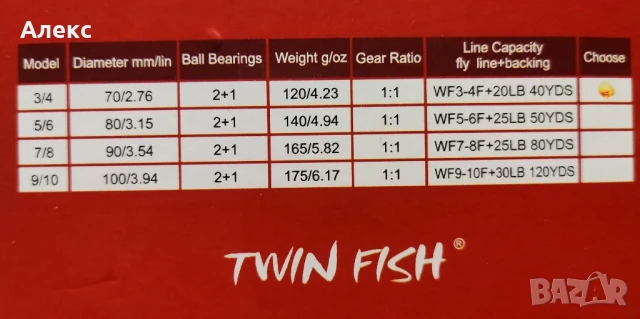 Алекс
Model Diameter mm/iin Ball Bearings Weight g/oz Gear Ratio Line Capacity fly line+backing Choose
3/4 70/2.76 2+1 120/4.23 1:1 WF3-4F+20LB 40YDS
5/6 80/3.15 2+1 140/4.94 1:1 WF5-6F+25LB 50YDS
7/8 90/3.54 2+1 165/5.82 1:1 WF7-8F+25LB 80YDS
9/10 100/3.94 2+1 175/6.17 1:1 WF9-10F+30LB 120YDS
TWIN FISH ®
BAZAR